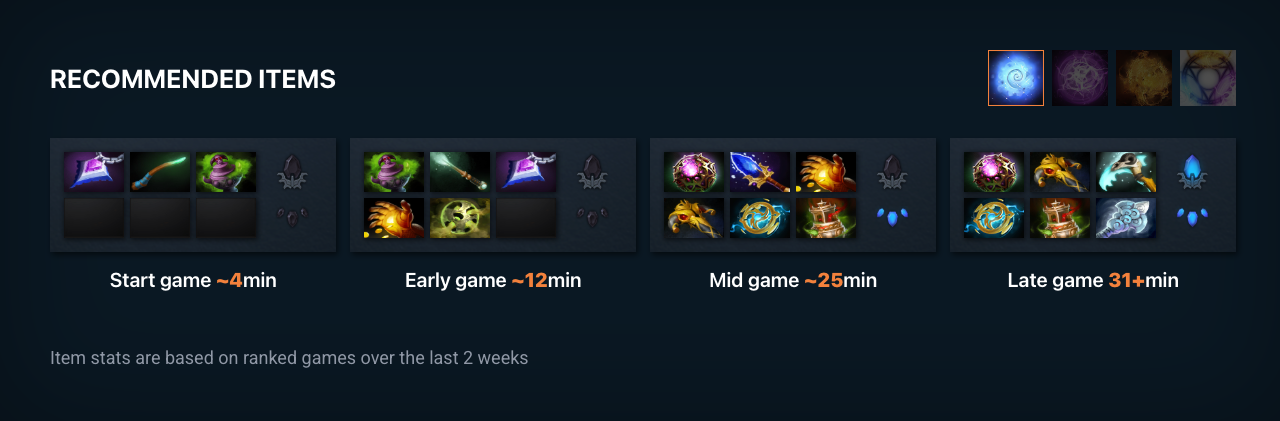 RECOMMENDED ITEMS
Start game ~4min
Early game ~12min
Mid game ~25min
Late game 31+min
Item stats are based on ranked games over the last 2 weeks